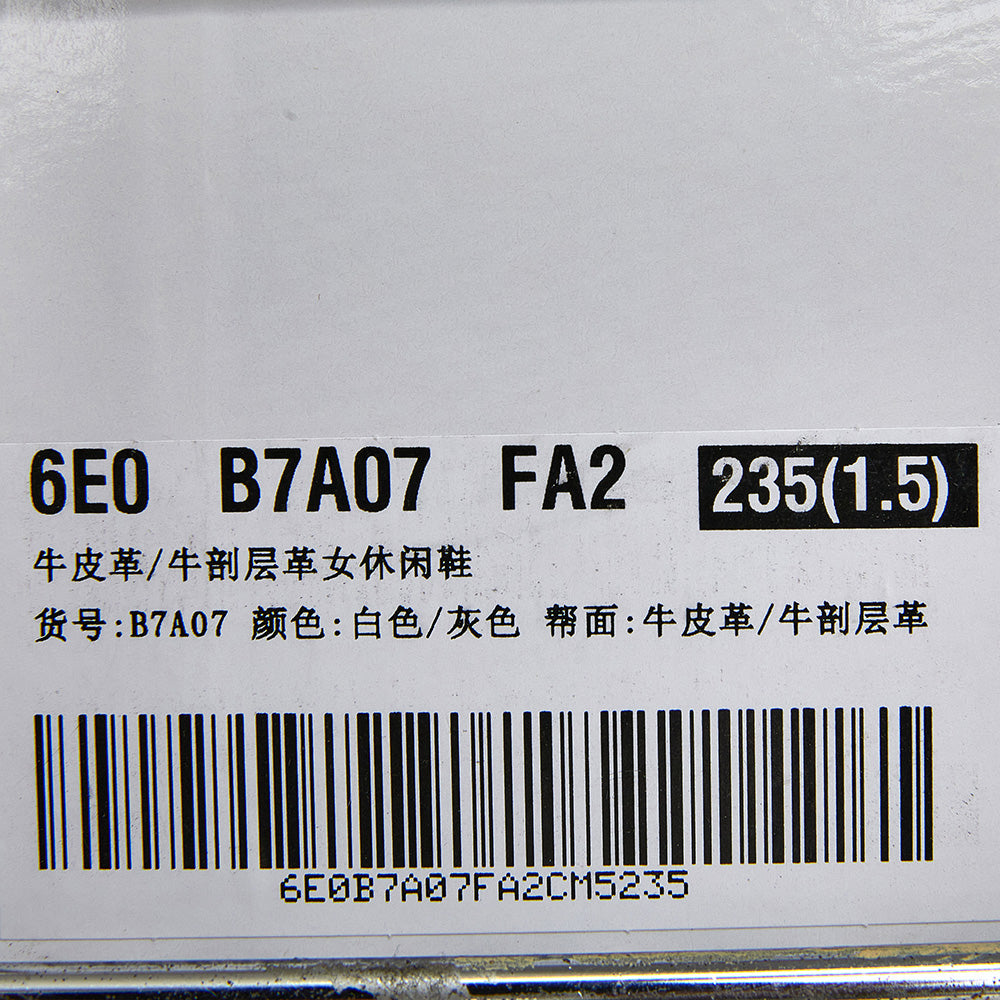 6E0 B7A07 FA2 235(1.5)
牛皮革/牛剖层革女休闲鞋
货号:B7A07 颜色:白色/灰色 帮面:牛皮革/牛剖层革
6E0B7A07FA2CM5235